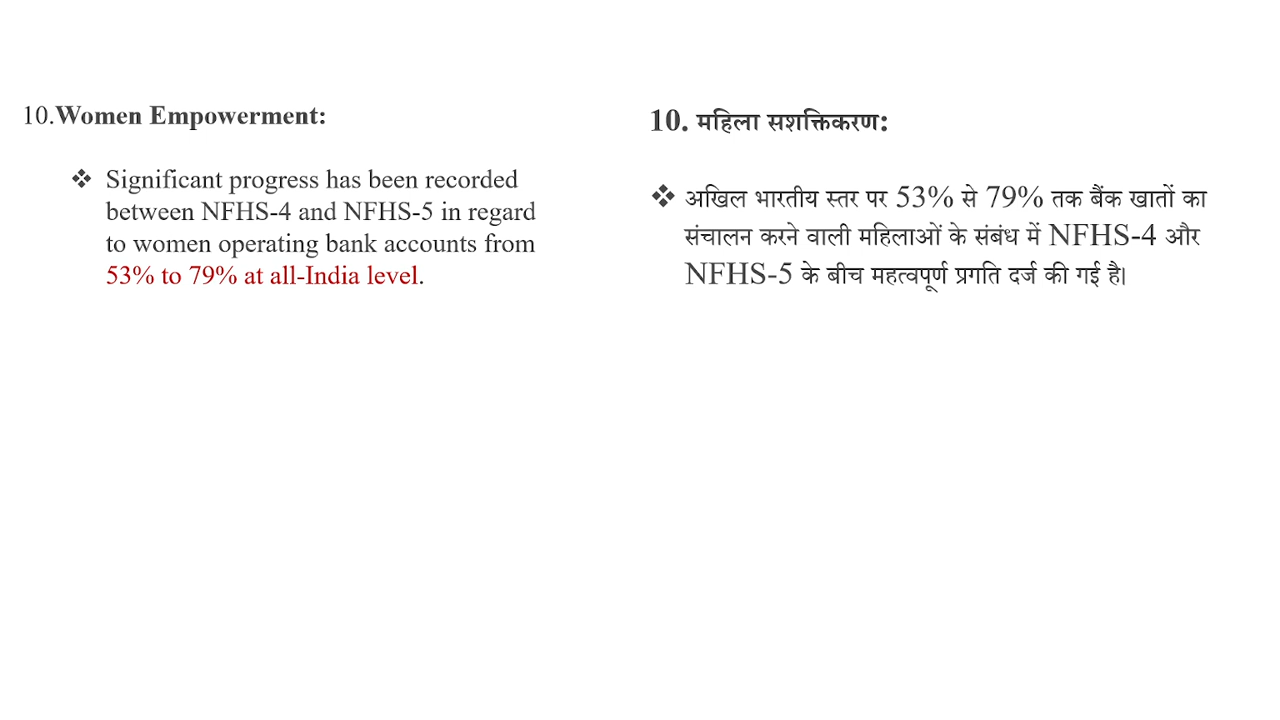 10.Women Empowerment:
❖ Significant progress has been recorded
between NFHS-4 and NFHS-5 in regard
to women operating bank accounts from
53% to 79% at all-India level.
10. महिला सशक्तिकरण:
❖ अखिल भारतीय स्तर पर 53% से 79% तक बैंक खातों का
संचालन करने वाली महिलाओं के संबंध में NFHS-4 और
NFHS-5 के बीच महत्वपूर्ण प्रगति दर्ज की गई है।